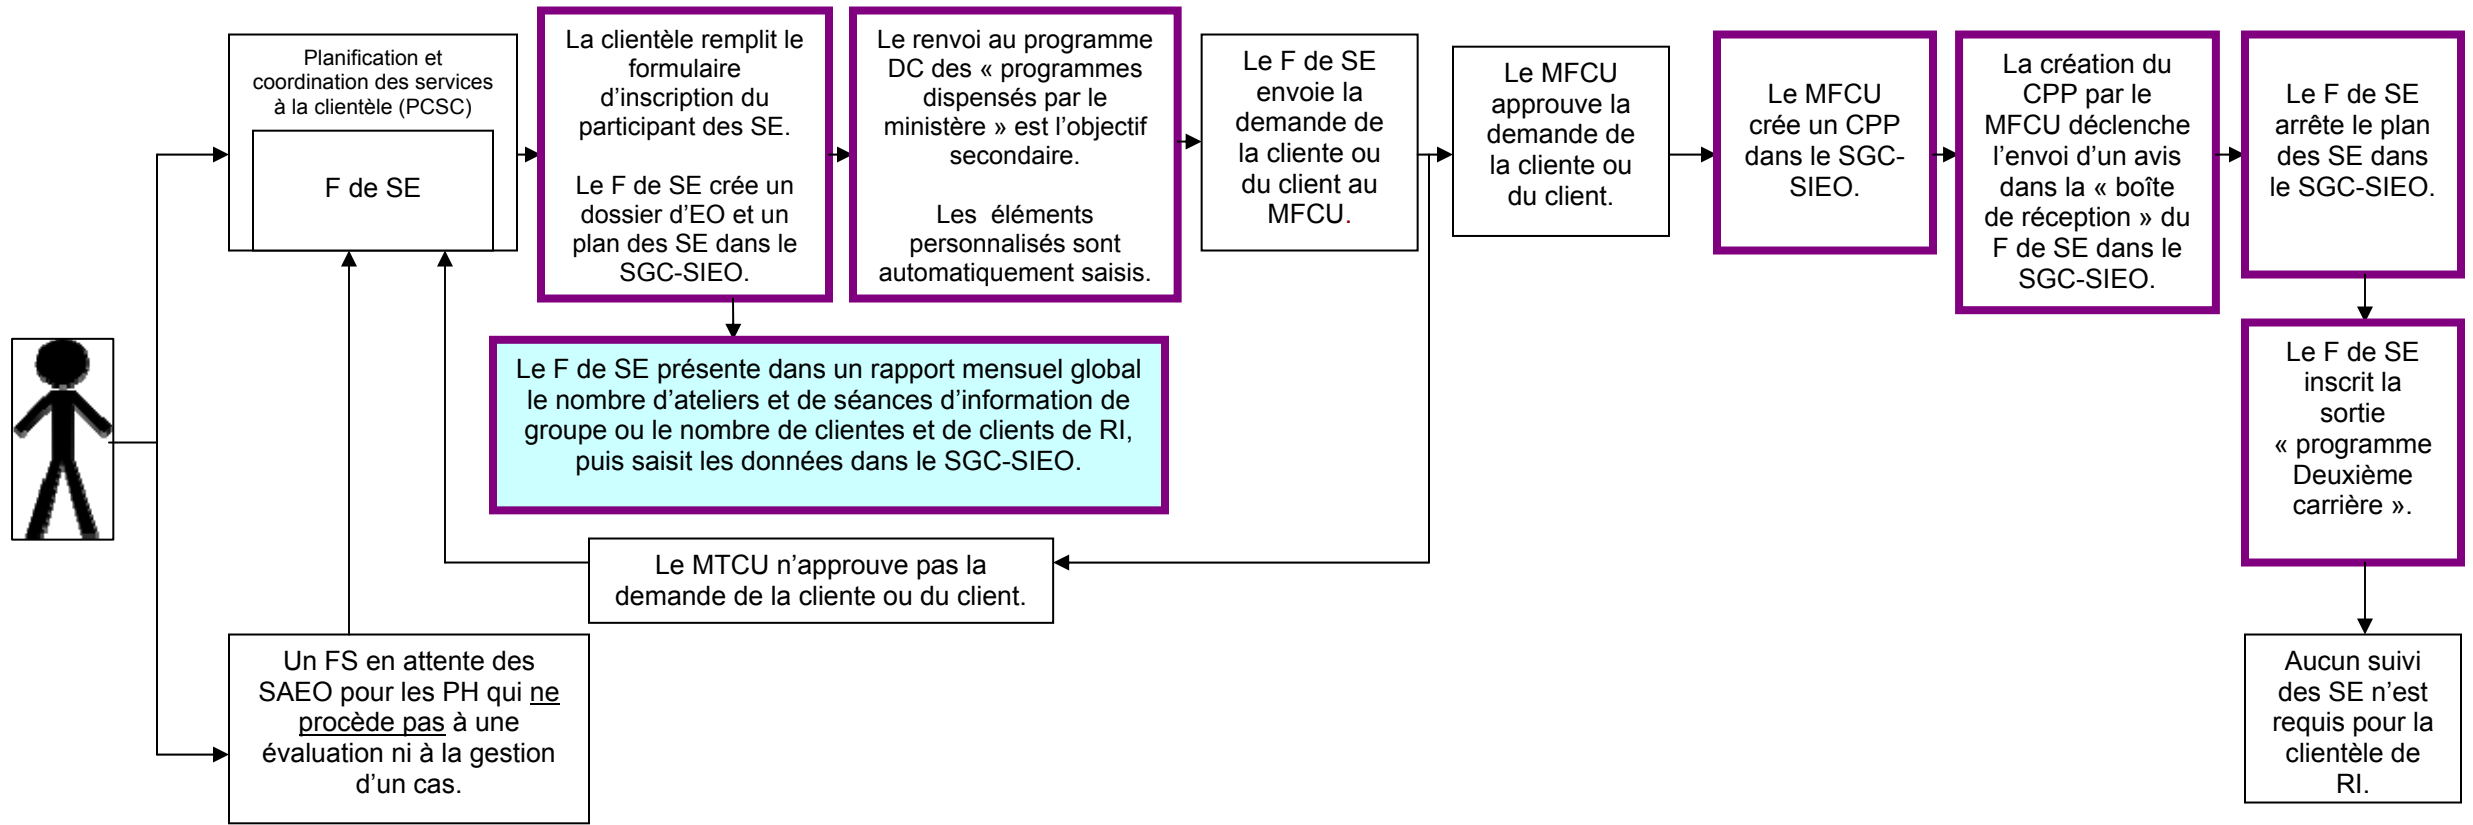 Planification et
coordination des services
à la clientèle (PCSC)
F de SE
La clientèle remplit le
formulaire
d’inscription du
participant des SE.
Le F de SE crée un
dossier d’EO et un
plan des SE dans le
SGC-SIEO.
Le renvoi au programme
DC des « programmes
dispensés par le
ministère » est l’objectif
secondaire.
Les éléments
personnalisés sont
automatiquement saisis.
Le F de SE
envoie la
demande de
la cliente ou
du client au
MFCU.
Le MFCU
approuve la
demande de
la cliente ou
du client.
Le MFCU
crée un CPP
dans le SGC-
SIEO.
La création du
CPP par le
MFCU déclenche
l’envoi d’un avis
dans la « boîte
de réception » du
F de SE dans le
SGC-SIEO.
Le F de SE
arrête le plan
des SE dans
le SGC-SIEO.
Le F de SE présente dans un rapport mensuel global
le nombre d’ateliers et de séances d’information de
groupe ou le nombre de clientes et de clients de RI,
puis saisit les données dans le SGC-SIEO.
Le F de SE
inscrit la
sortie
« programme
Deuxième
carrière ».
Le MTCU n’approuve pas la
demande de la cliente ou du client.
Un FS en attente des
SAEO pour les PH qui ne
procède pas à une
évaluation ni à la gestion
d’un cas.
Aucun suivi
des SE n’est
requis pour la
clientèle de
RI.